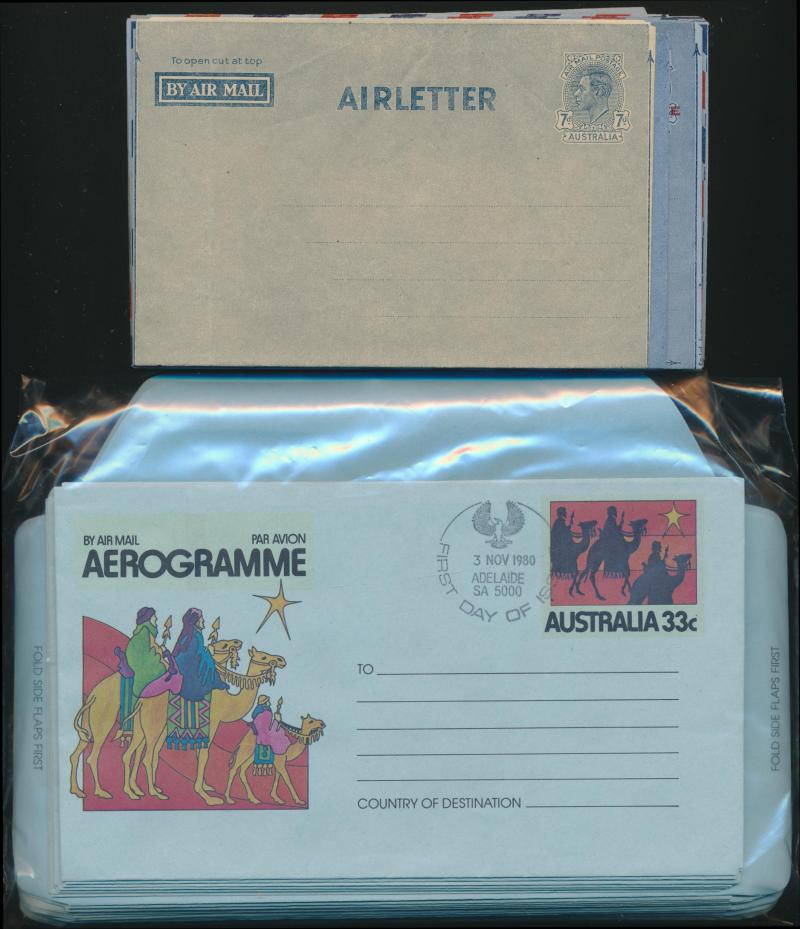 To open cut at top
BY AIR MAIL
AIRLETTER
AIR MAIL POSTAGE
7D 7D
AUSTRALIA
BY AIR MAIL PAR AVION
AEROGRAMME
3 NOV 1980
ADELAIDE
SA 5000
FIRST DAY OF ISS
AUSTRALIA 33c
TO
COUNTRY OF DESTINATION
FOLD SIDE FLAPS FIRST
FOLD SIDE FLAPS FIRST